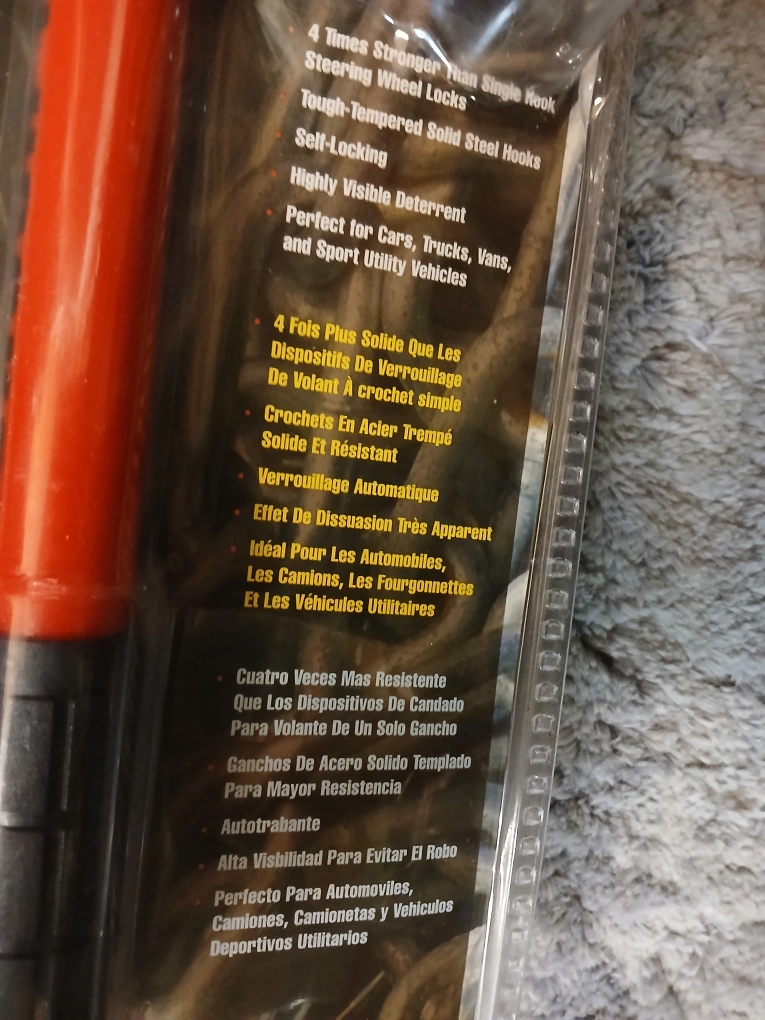 4 Times Stronger Than Single Hook
Steering Wheel Locks
Tough-Tempered Solid Steel Hooks
Self-Locking
Highly Visible Deterrent
Perfect for Cars, Trucks, Vans,
and Sport Utility Vehicles
4 Fois Plus Solide Que Les
Dispositifs De Verrouillage
De Volant À crochet simple
Crochets En Acier Trempé
Solide Et Résistant
Verrouillage Automatique
Effet De Dissuasion Très Apparent
Idéal Pour Les Automobiles,
Les Camions, Les Fourgonnettes
Et Les Véhicules Utilitaires
Cuatro Veces Mas Resistente
Que Los Dispositivos De Candado
Para Volante De Un Solo Gancho
Ganchos De Acero Solido Templado
Para Mayor Resistencia
Autotrabante
Alta Visbilidad Para Evitar El Robo
Perfecto Para Automoviles,
Camiones, Camionetas y Vehiculos
Deportivos Utilitarios